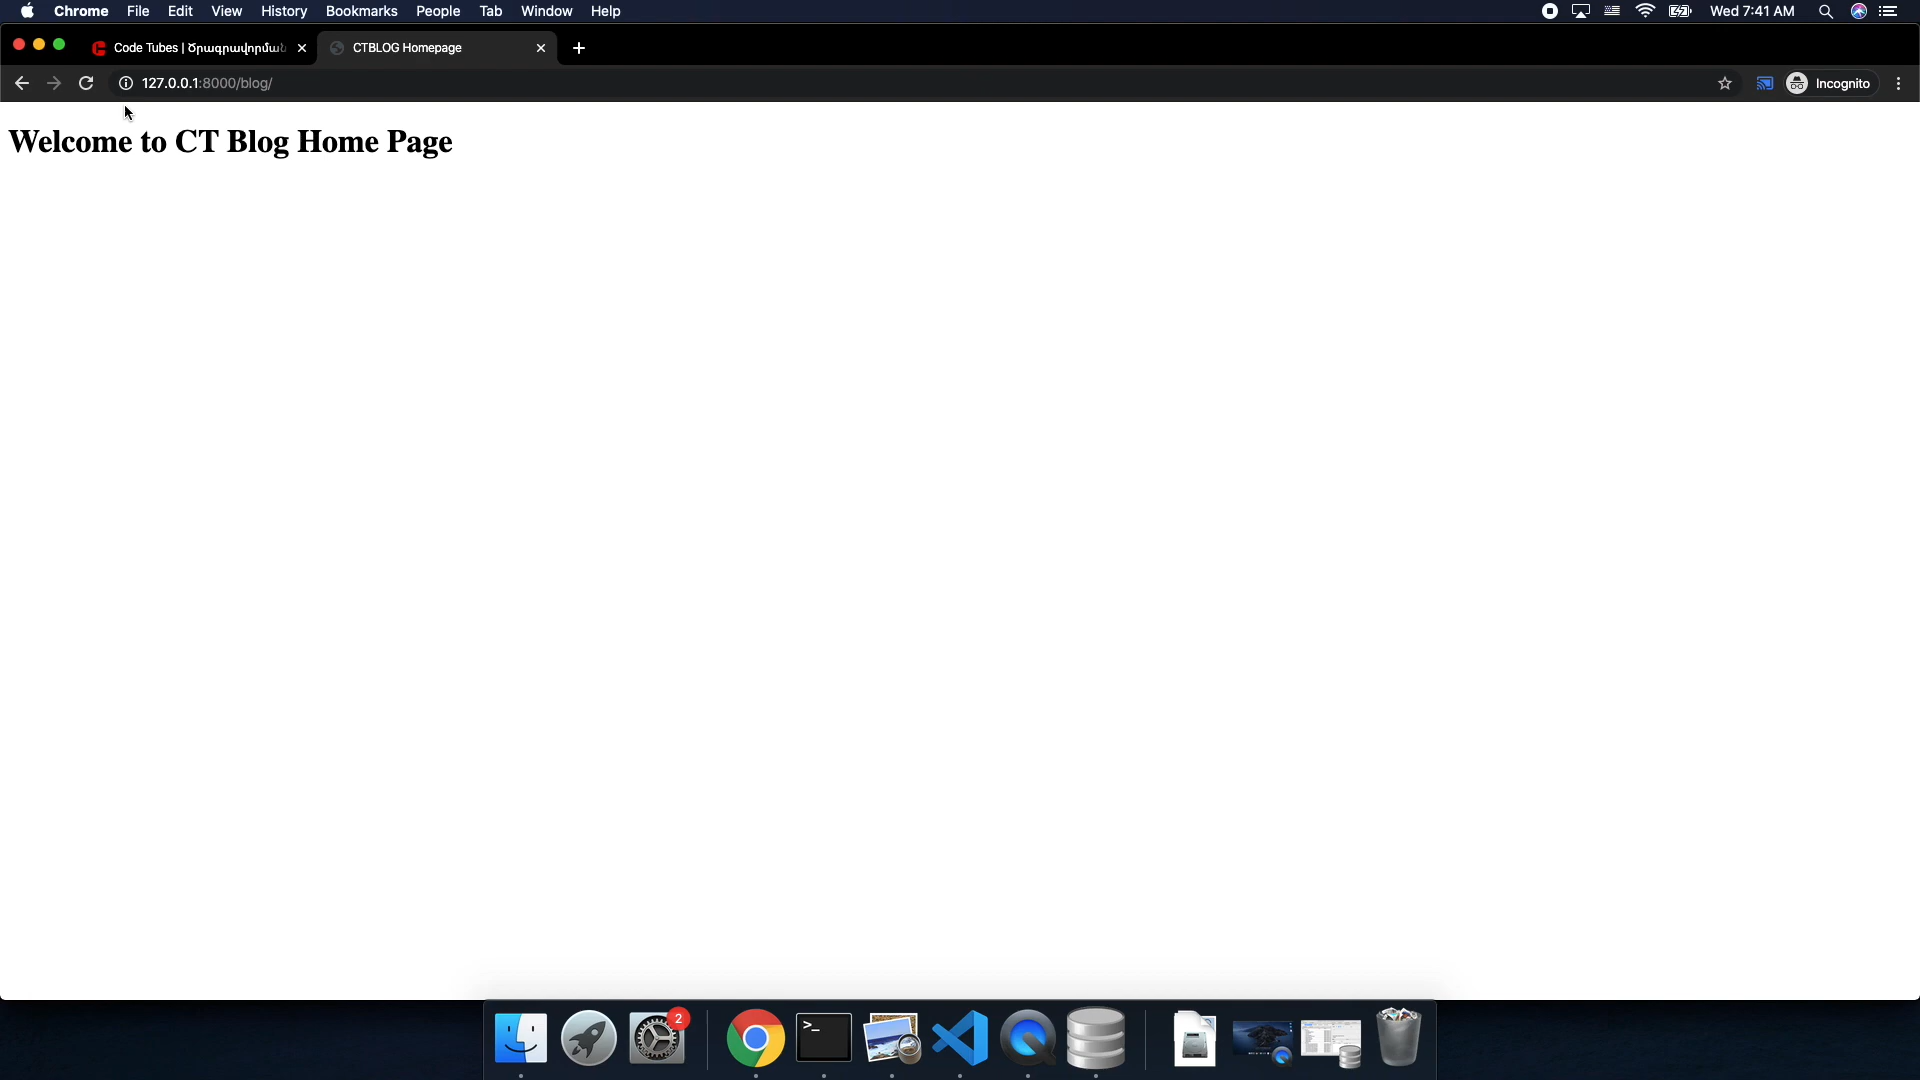 Chrome File Edit View History Bookmarks People Tab Window Help Wed 7:41 AM
Code Tubes | Ծրագրավորման CTBLOG Homepage
127.0.0.1:8000/blog/ Incognito
Welcome to CT Blog Home Page
2
>_